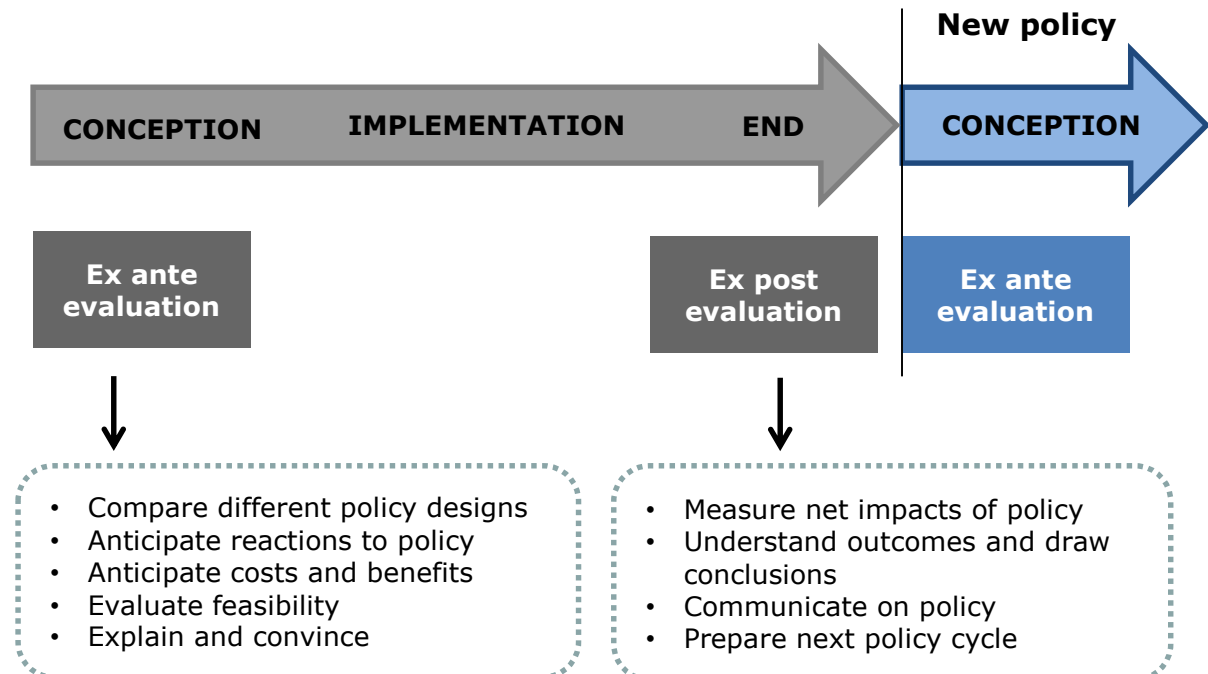 New policy
CONCEPTION IMPLEMENTATION END CONCEPTION
Ex ante
evaluation
Ex post
evaluation
Ex ante
evaluation
• Compare different policy designs
• Anticipate reactions to policy
• Anticipate costs and benefits
• Evaluate feasibility
• Explain and convince
• Measure net impacts of policy
• Understand outcomes and draw
conclusions
• Communicate on policy
• Prepare next policy cycle